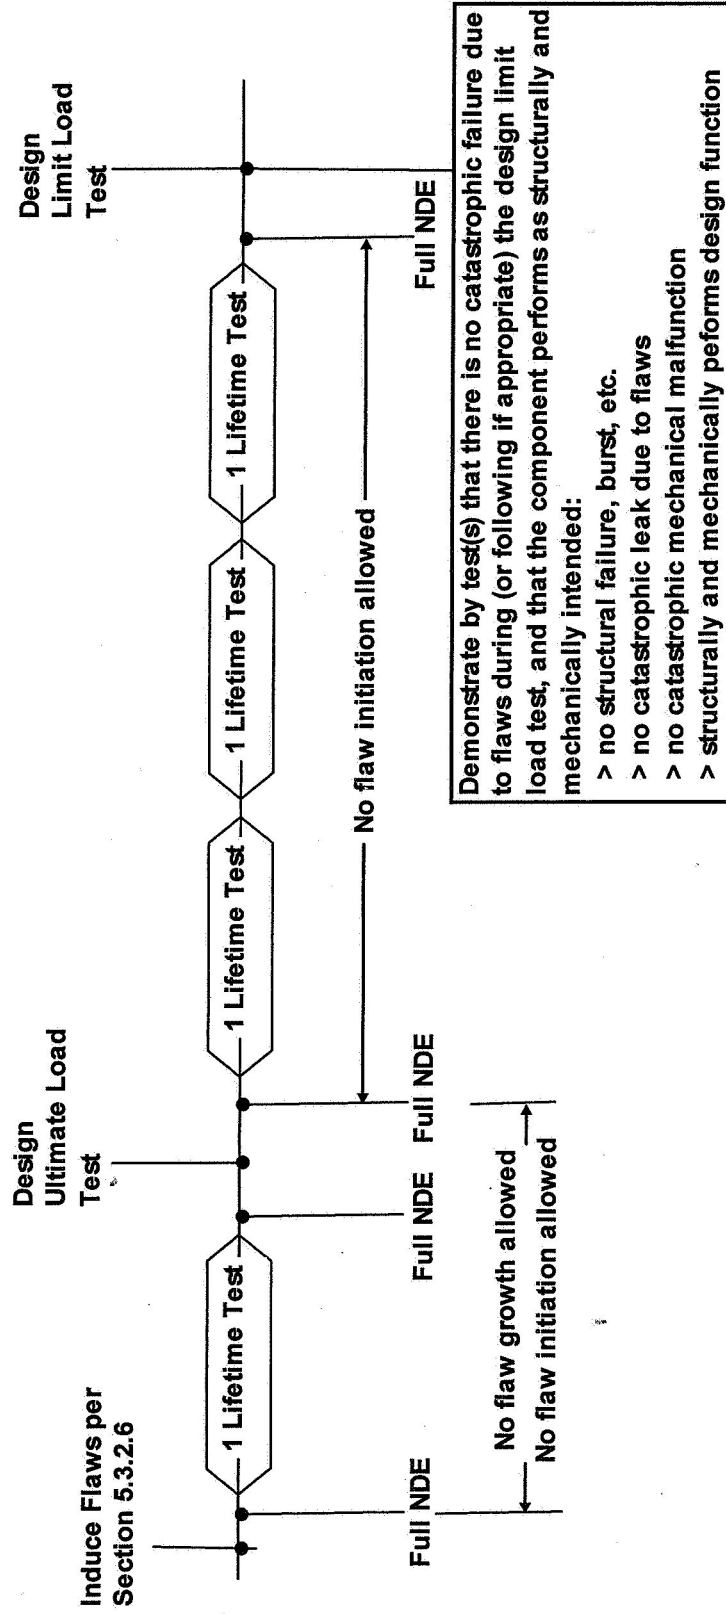 Induce Flaws per
Section 5.3.2.6
Design
Ultimate Load
Test
Design
Limit Load
Test
1 Lifetime Test
1 Lifetime Test
1 Lifetime Test
1 Lifetime Test
Full NDE
Full NDE
Full NDE
Full NDE
No flaw initiation allowed
No flaw growth allowed
No flaw initiation allowed
Demonstrate by test(s) that there is no catastrophic failure due
to flaws during (or following if appropriate) the design limit
load test, and that the component performs as structurally and
mechanically intended:
> no structural failure, burst, etc.
> no catastrophic leak due to flaws
> no catastrophic mechanical malfunction
> structurally and mechanically peforms design function